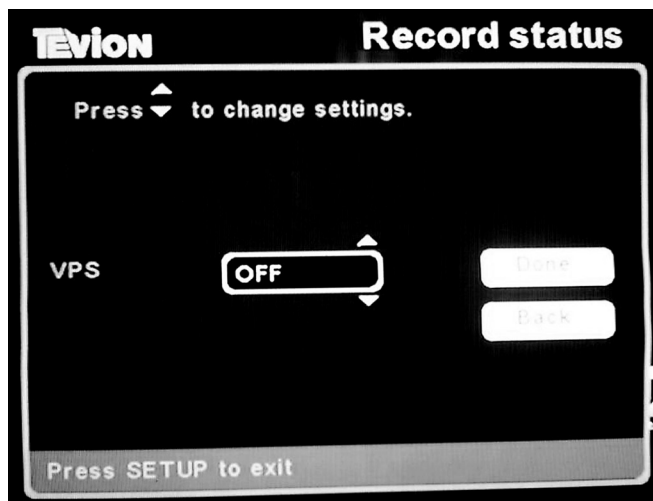 TEVION
Record status
Press to change settings.
VPS
OFF
Done
Back
Press SETUP to exit